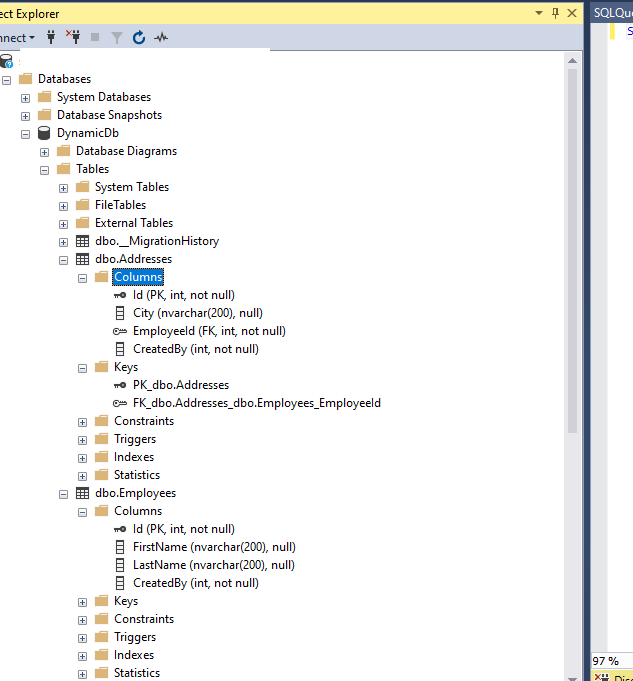 ect Explorer
nnect
Databases
System Databases
Database Snapshots
DynamicDb
Database Diagrams
Tables
System Tables
FileTables
External Tables
dbo.__MigrationHistory
dbo.Addresses
Columns
Id (PK, int, not null)
City (nvarchar(200), null)
EmployeeId (FK, int, not null)
CreatedBy (int, not null)
Keys
PK_dbo.Addresses
FK_dbo.Addresses_dbo.Employees_EmployeeId
Constraints
Triggers
Indexes
Statistics
dbo.Employees
Columns
Id (PK, int, not null)
FirstName (nvarchar(200), null)
LastName (nvarchar(200), null)
CreatedBy (int, not null)
Keys
Constraints
Triggers
Indexes
Statistics
SQLQue
S
97 %
Disc